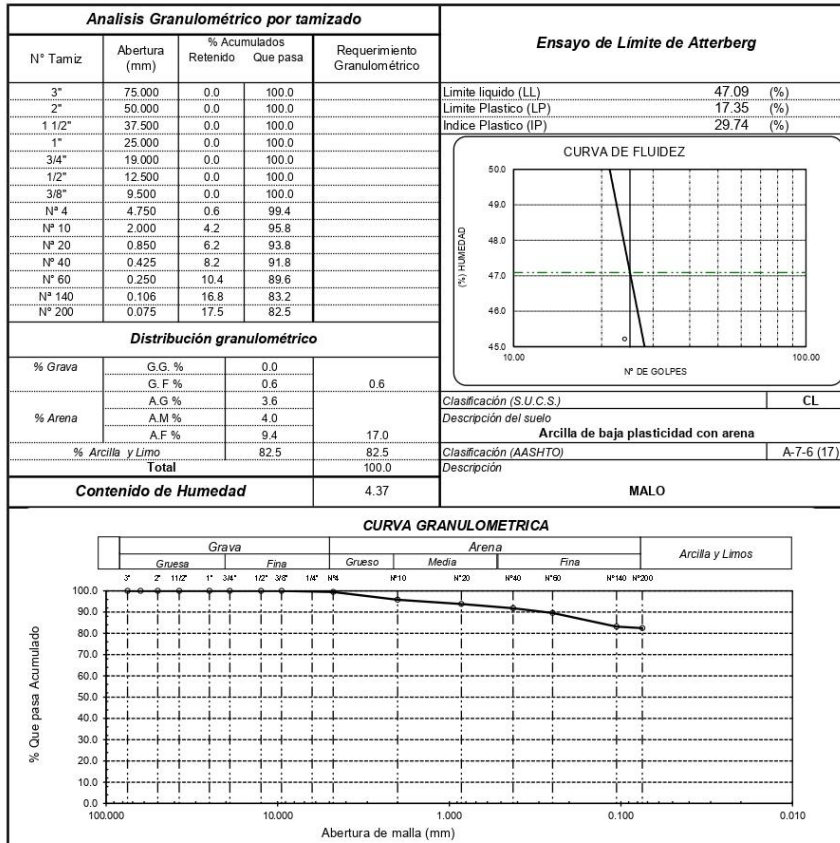 Analisis Granulométrico por tamizado
N° Tamiz Abertura (mm) % Acumulados Retenido Que pasa Requerimiento Granulométrico
3" 75.000 0.0 100.0
2" 50.000 0.0 100.0
1 1/2" 37.500 0.0 100.0
1" 25.000 0.0 100.0
3/4" 19.000 0.0 100.0
1/2" 12.500 0.0 100.0
3/8" 9.500 0.0 100.0
Nª 4 4.750 0.6 99.4
Nª 10 2.000 4.2 95.8
N° 20 0.850 6.2 93.8
N° 40 0.425 8.2 91.8
N° 60 0.250 10.4 89.6
Nª 140 0.106 16.8 83.2
N° 200 0.075 17.5 82.5
Distribución granulométrico
% Grava G.G. % 0.0
G. F % 0.6 0.6
A.G % 3.6
% Arena A.M % 4.0
A.F % 9.4 17.0
% Arcilla y Limo 82.5 82.5
Total 100.0
Contenido de Humedad 4.37
Ensayo de Límite de Atterberg
Limite liquido (LL) 47.09 (%)
Limite Plastico (LP) 17.35 (%)
Indice Plastico (IP) 29.74 (%)
CURVA DE FLUIDEZ
50.0
49.0
48.0
47.0
46.0
45.0
(%) HUMEDAD
10.00 100.00
Nº DE GOLPES
Clasificación (S.U.C.S.) CL
Descripción del suelo
Arcilla de baja plasticidad con arena
Clasificación (AASHTO) A-7-6 (17)
Descripción
MALO
CURVA GRANULOMETRICA
Grava Arena Arcilla y Limos
Gruesa Fina Grueso Media Fina
3" 2" 11/2" 1" 3/4" 1/2" 3/8" 1/4" Nº4 Nº10 Nº20 Nº40 Nº60 Nº140 Nº200
100.0
90.0
80.0
70.0
60.0
50.0
40.0
30.0
20.0
10.0
0.0
% Que pasa Acumulado
100.000 10.000 1.000 0.100 0.010
Abertura de malla (mm)